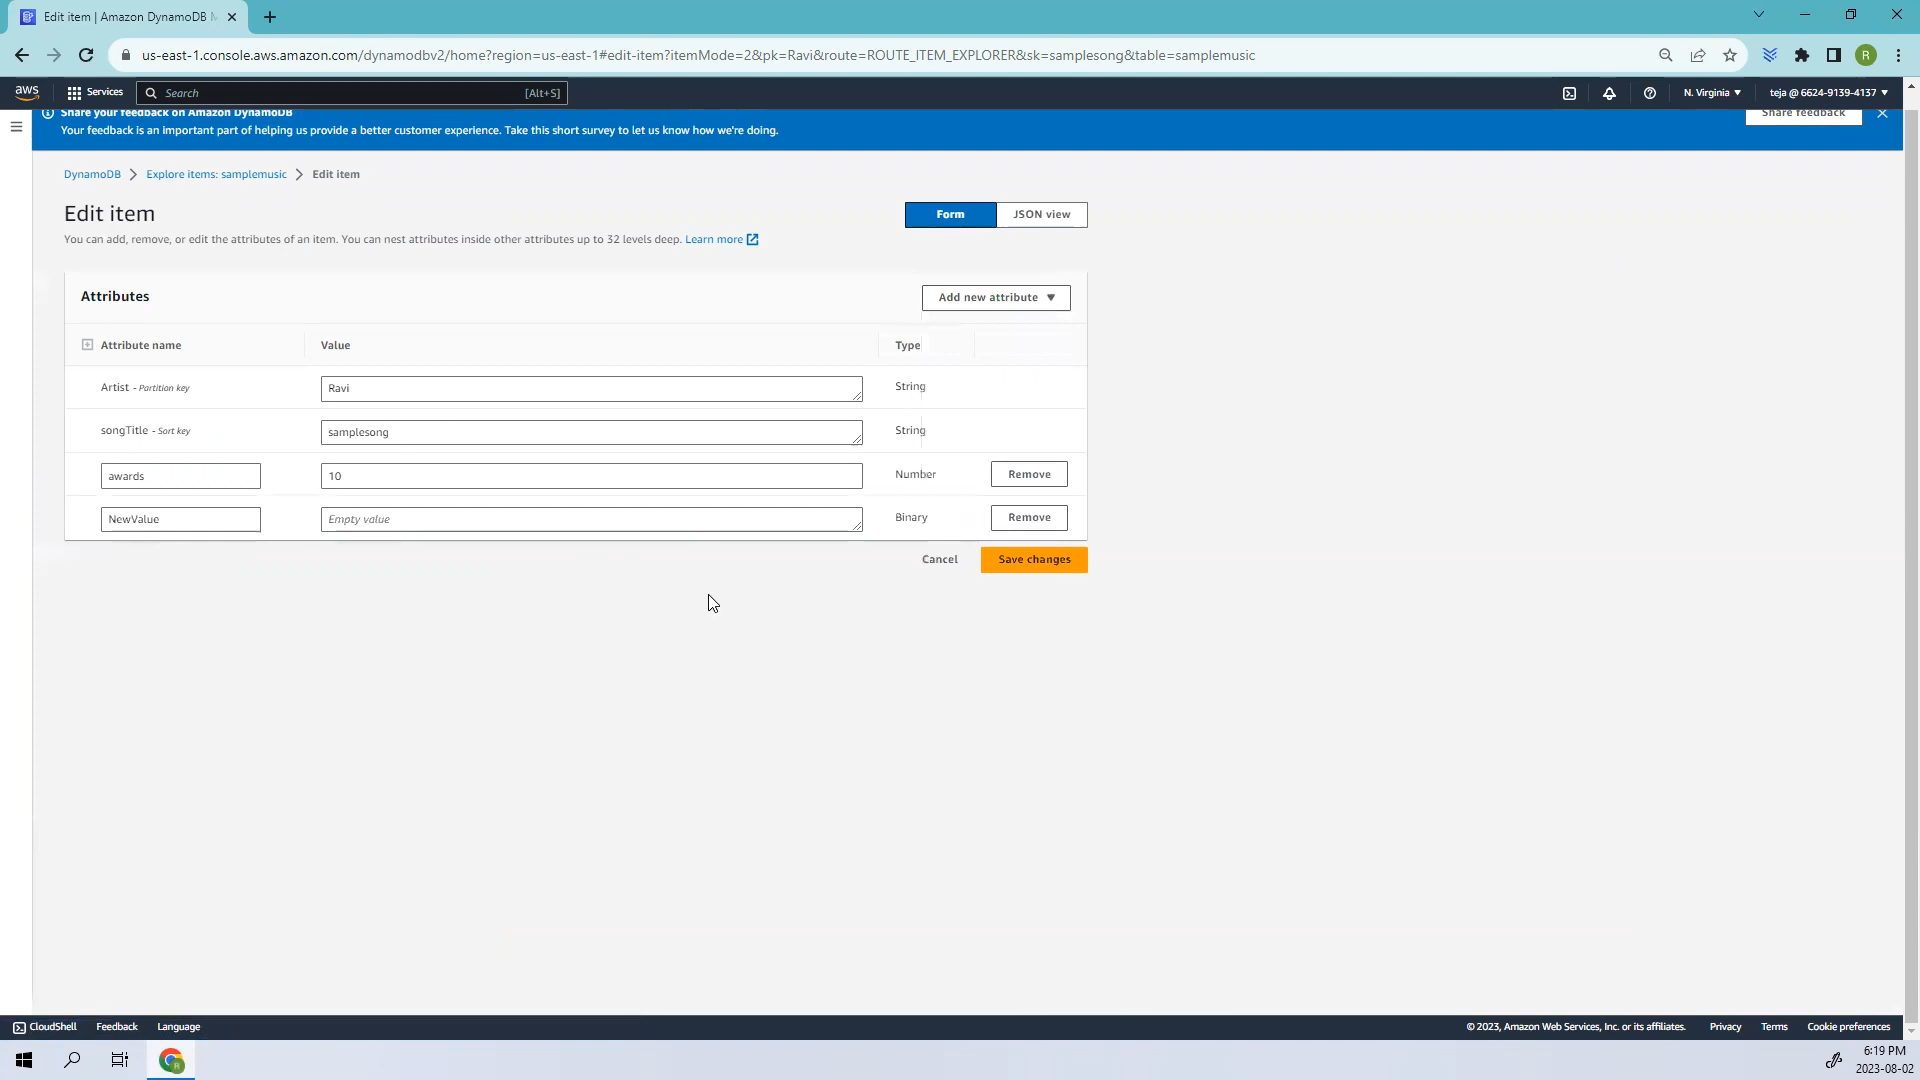 Edit item | Amazon DynamoDB M
us-east-1.console.aws.amazon.com/dynamodbv2/home?region=us-east-1#edit-item?itemMode=2&pk=Ravi&route=ROUTE_ITEM_EXPLORER&sk=samplesong&table=samplemusic
R
aws Services Search [Alt+S] N. Virginia ▼ teja @ 6624-9139-4137 ▼
Share your feedback on Amazon DynamoDB
Your feedback is an important part of helping us provide a better customer experience. Take this short survey to let us know how we're doing.
Share feedback
DynamoDB > Explore items: samplemusic > Edit item
Edit item
Form JSON view
You can add, remove, or edit the attributes of an item. You can nest attributes inside other attributes up to 32 levels deep. Learn more
Attributes
Add new attribute ▼
Attribute name Value Type
Artist - Partition key Ravi String
songTitle - Sort key samplesong String
awards 10 Number Remove
NewValue Empty value Binary Remove
Cancel Save changes
CloudShell Feedback Language © 2023, Amazon Web Services, Inc. or its affiliates. Privacy Terms Cookie preferences
R
6:19 PM
2023-08-02